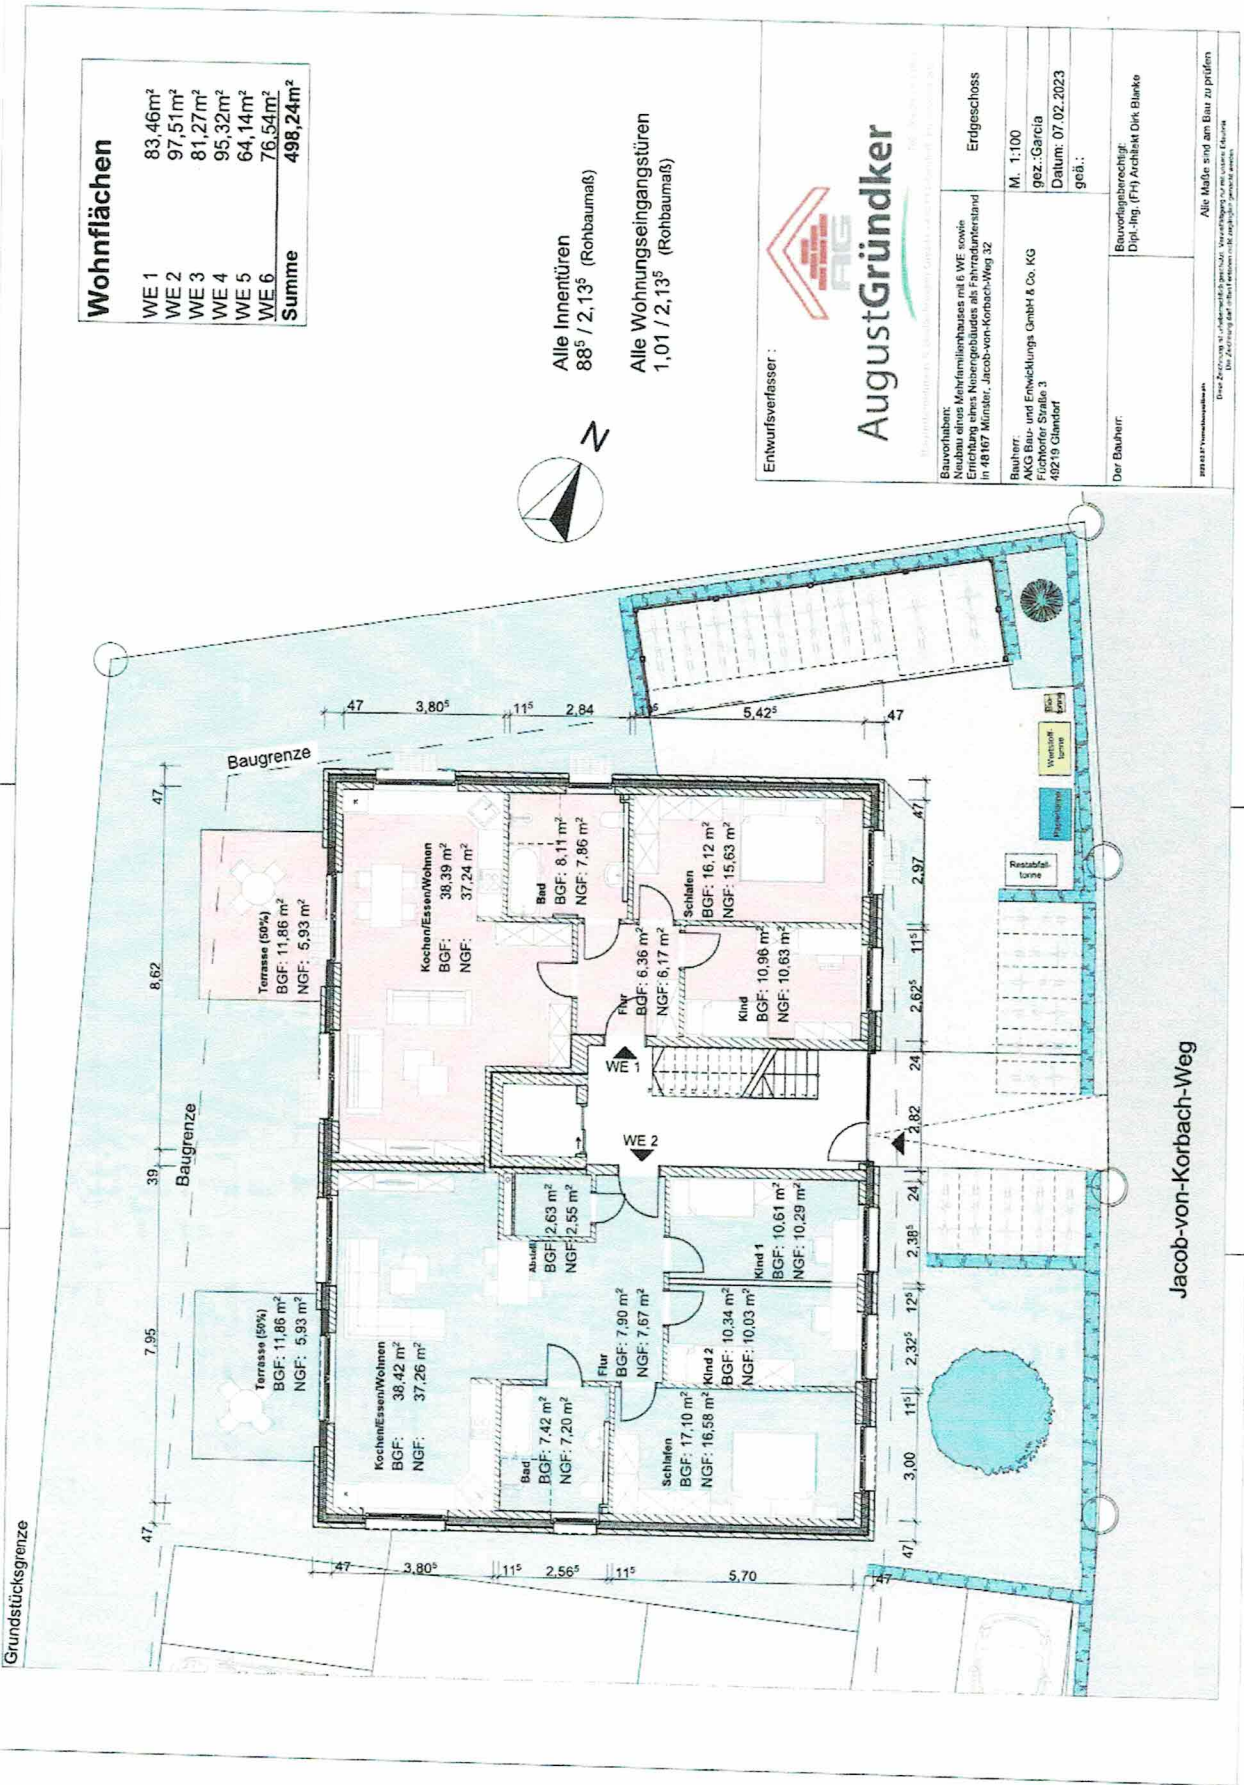 Grundstücksgrenze
Wohnflächen
WE 1 83,46m²
WE 2 97,51m²
WE 3 81,27m²
WE 4 95,32m²
WE 5 64,14m²
WE 6 76,54m²
Summe 498,24m²
Alle Innentüren
88⁵ / 2,13⁵ (Rohbaumaß)
Alle Wohnungseingangstüren
1,01 / 2,13⁵ (Rohbaumaß)
N
47
7,95
39
8,62
47
Baugrenze
Baugrenze
Terrasse (50%)
BGF: 11,86 m²
NGF: 5,93 m²
Terrasse (50%)
BGF: 11,86 m²
NGF: 5,93 m²
Kochen/Essen/Wohnen
BGF: 38,42 m²
NGF: 37,26 m²
Kochen/Essen/Wohnen
BGF: 38,39 m²
NGF: 37,24 m²
Bad
BGF: 7,42 m²
NGF: 7,20 m²
Abstell
BGF: 2,63 m²
NGF: 2,55 m²
Bad
BGF: 8,11 m²
NGF: 7,86 m²
Flur
BGF: 7,90 m²
NGF: 7,67 m²
WE 2
WE 1
Flur
BGF: 6,36 m²
NGF: 6,17 m²
Schlafen
BGF: 17,10 m²
NGF: 16,58 m²
Kind 2
BGF: 10,34 m²
NGF: 10,03 m²
Kind 1
BGF: 10,61 m²
NGF: 10,29 m²
Kind
BGF: 10,96 m²
NGF: 10,63 m²
Schlafen
BGF: 16,12 m²
NGF: 15,63 m²
47
3,80⁵
11⁵
2,56⁵
11⁵
5,70
47
47
3,80⁵
11⁵
2,84
11⁵
5,42⁵
47
47
3,00
11⁵
2,32⁵
12⁵
2,38⁵
24
2,82
24
2,62⁵
11⁵
2,97
47
Restabfall-
tonne
Papiertonne
Wertstoff-
tonne
Bio-
tonne
Jacob-von-Korbach-Weg
Entwurfsverfasser :
AG
AugustGründker
Bauvorhaben:
Neubau eines Mehrfamilienhauses mit 6 WE sowie
Errichtung eines Nebengebäudes als Fahrradunterstand
in 48167 Münster, Jacob-von-Korbach-Weg 32
Erdgeschoss
Bauherr:
AKG Bau- und Entwicklungs GmbH & Co. KG
Füchtorfer Straße 3
49219 Glandorf
M. 1:100
gez.:Garcia
Datum: 07.02.2023
geä.:
Der Bauherr:
Bauvorlageberechtigt:
Dipl.-Ing. (FH) Architekt Dirk Blanke
Alle Maße sind am Bau zu prüfen